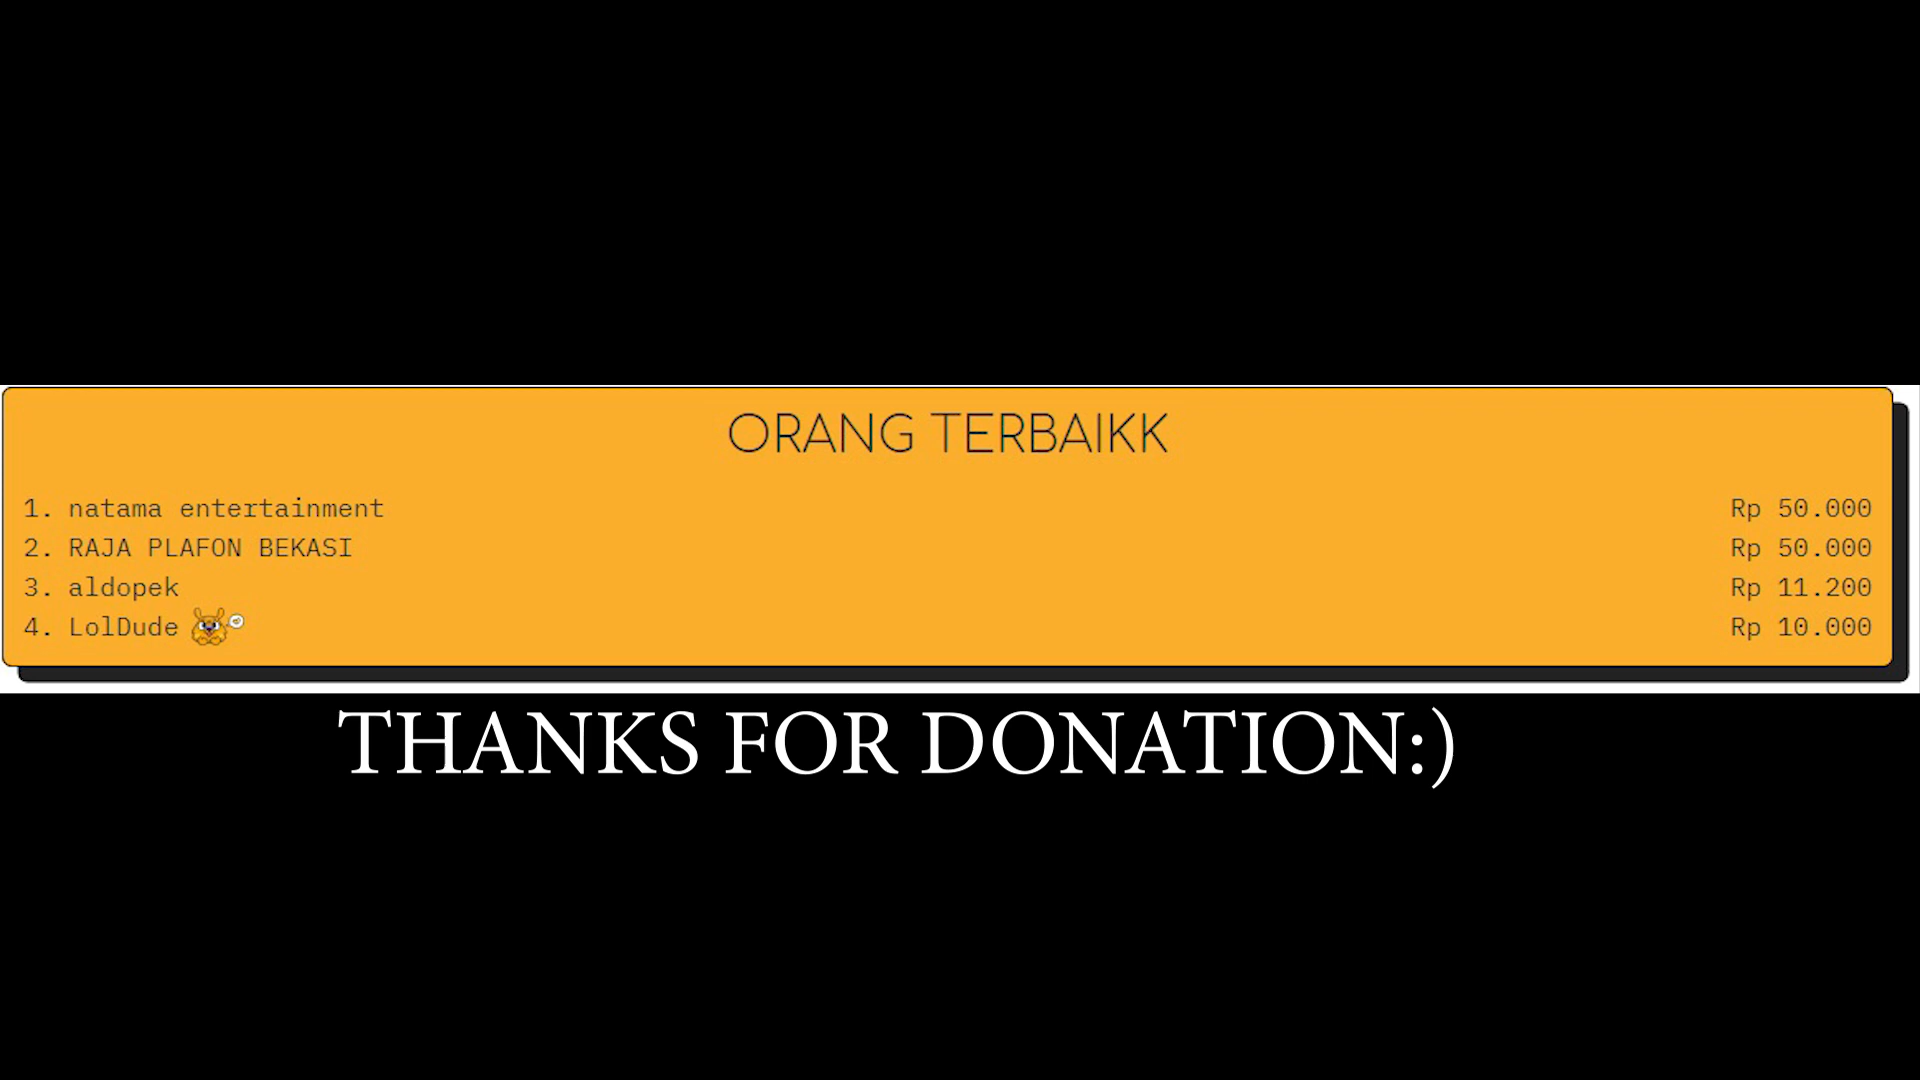 ORANG TERBAIKK
1. natama entertainment Rp 50.000
2. RAJA PLAFON BEKASI Rp 50.000
3. aldopek Rp 11.200
4. LolDude Rp 10.000
THANKS FOR DONATION:)